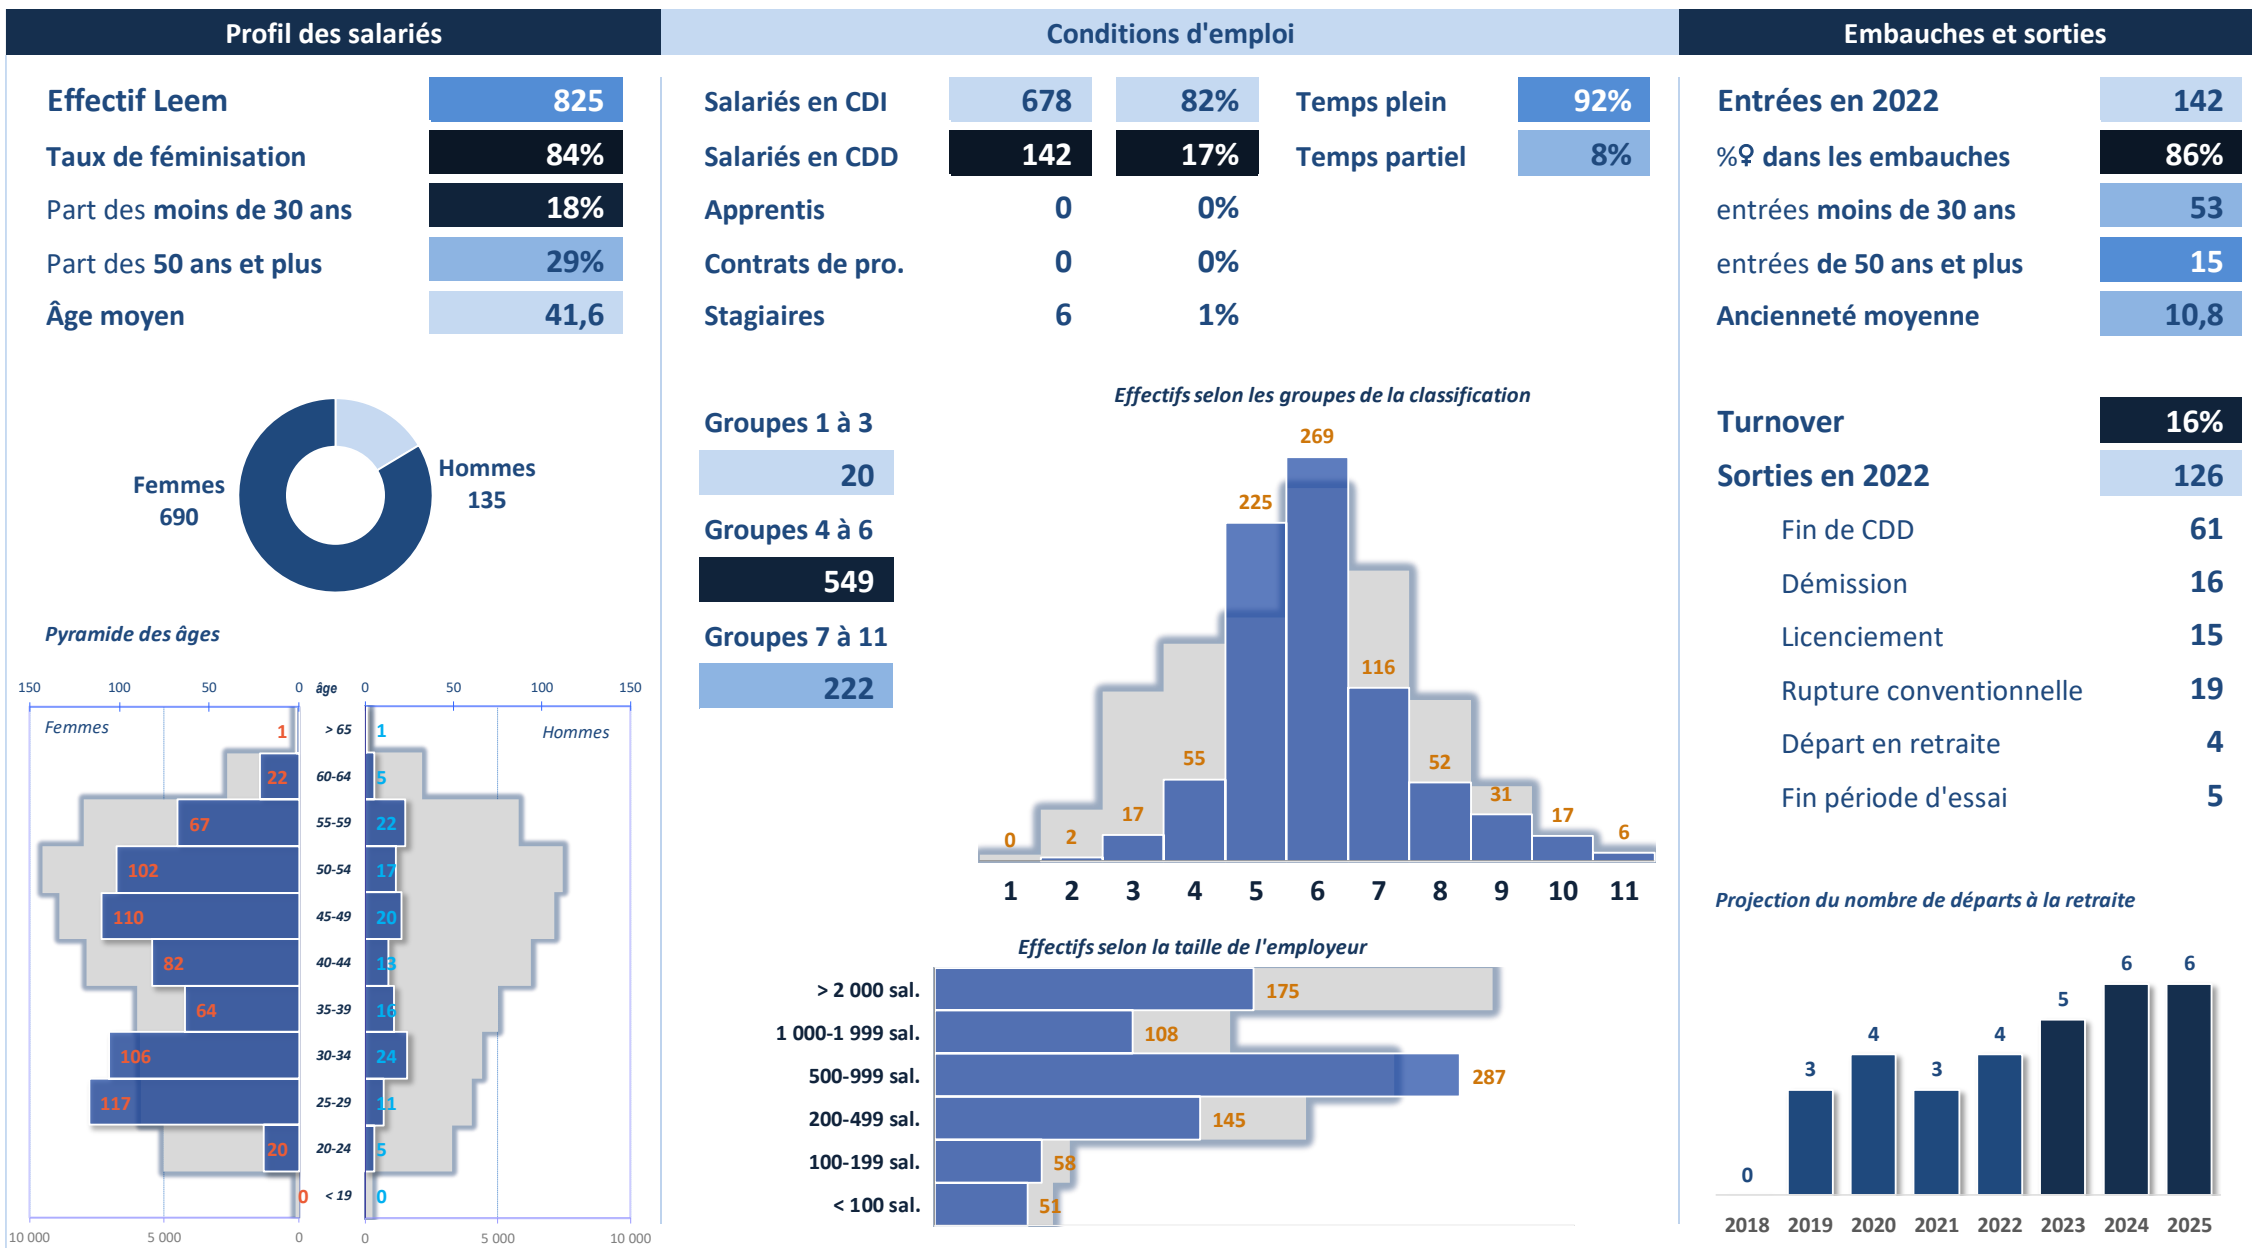 Profil des salariés
Effectif Leem 825
Taux de féminisation 84%
Part des moins de 30 ans 18%
Part des 50 ans et plus 29%
Âge moyen 41,6
Femmes
690
Hommes
135
Pyramide des âges
150 100 50 0 âge 0 50 100 150
Femmes Hommes
1 > 65 1
22 60-64 5
67 55-59 22
102 50-54 17
110 45-49 20
82 40-44 13
64 35-39 16
106 30-34 24
117 25-29 11
20 20-24 5
0 < 19 0
10 000 5 000 0 0 5 000 10 000
Conditions d'emploi
Salariés en CDI 678 82% Temps plein 92%
Salariés en CDD 142 17% Temps partiel 8%
Apprentis 0 0%
Contrats de pro. 0 0%
Stagiaires 6 1%
Groupes 1 à 3
20
Groupes 4 à 6
549
Groupes 7 à 11
222
Effectifs selon les groupes de la classification
0 2 17 55 225 269 116 52 31 17 6
1 2 3 4 5 6 7 8 9 10 11
Effectifs selon la taille de l'employeur
> 2 000 sal. 175
1 000-1 999 sal. 108
500-999 sal. 287
200-499 sal. 145
100-199 sal. 58
< 100 sal. 51
Embauches et sorties
Entrées en 2022 142
%♀ dans les embauches 86%
entrées moins de 30 ans 53
entrées de 50 ans et plus 15
Ancienneté moyenne 10,8
Turnover 16%
Sorties en 2022 126
Fin de CDD 61
Démission 16
Licenciement 15
Rupture conventionnelle 19
Départ en retraite 4
Fin période d'essai 5
Projection du nombre de départs à la retraite
0 3 4 3 4 5 6 6
2018 2019 2020 2021 2022 2023 2024 2025